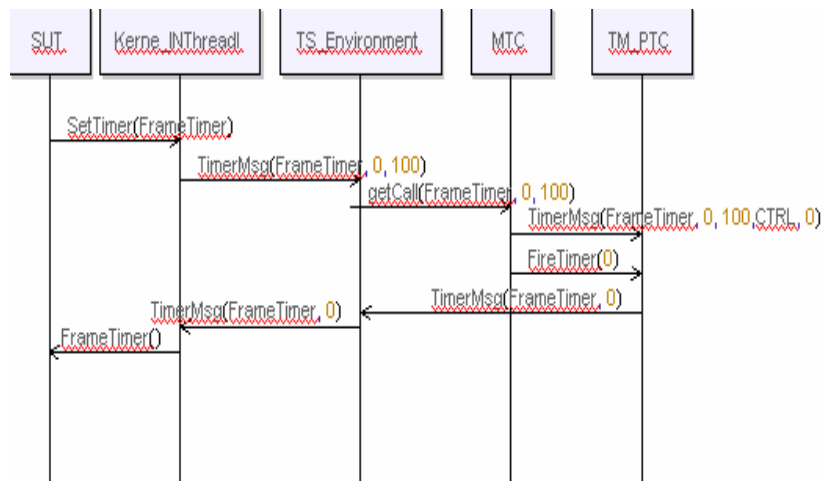 SUT
Kerne_INThreadI
TS_Environment
MTC
TM_PTC
SetTimer(FrameTimer)
TimerMsg(FrameTimer, 0, 100)
getCall(FrameTimer, 0, 100)
TimerMsg(FrameTimer, 0, 100,CTRL, 0)
FireTimer(0)
TimerMsg(FrameTimer, 0)
TimerMsg(FrameTimer, 0)
FrameTimer()